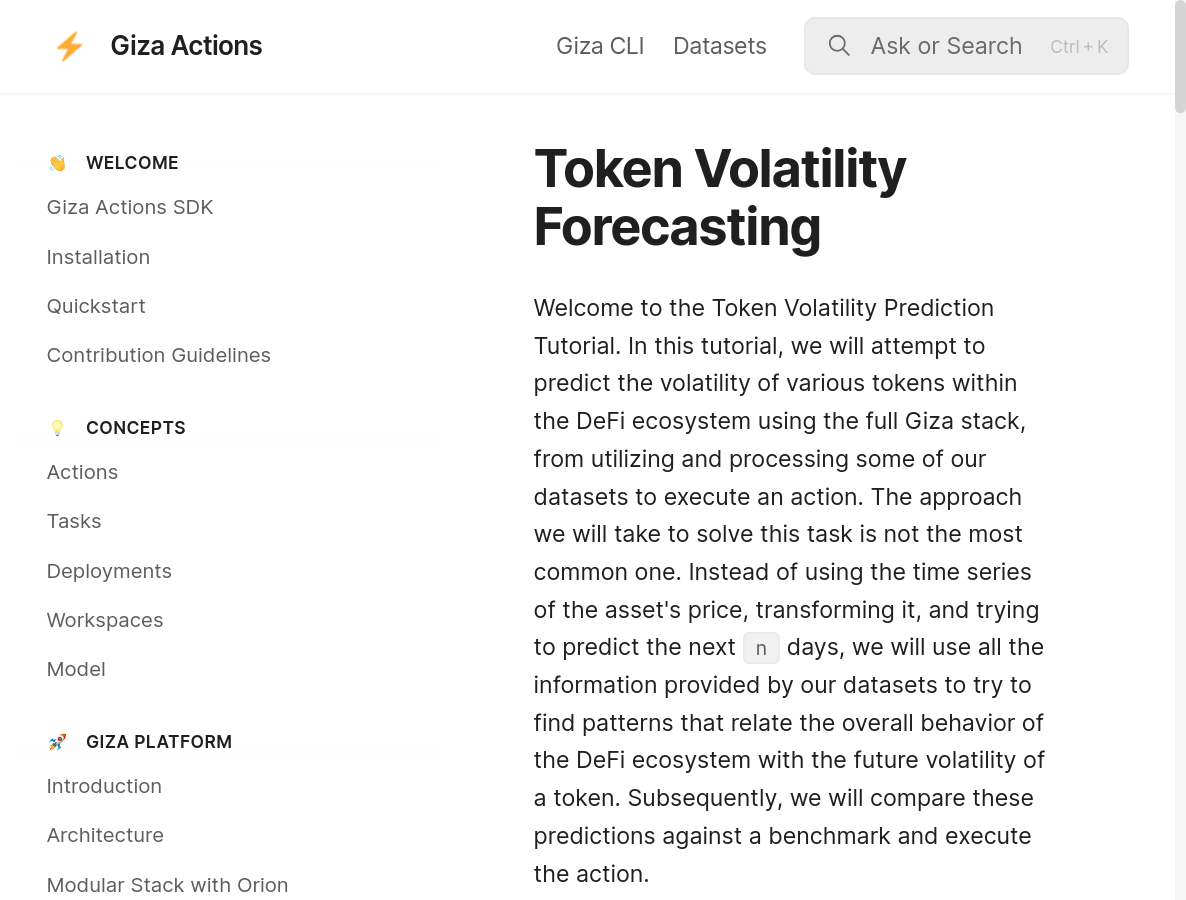 Giza Actions
Giza CLI
Datasets
Ask or Search
Ctrl + K
WELCOME
Giza Actions SDK
Installation
Quickstart
Contribution Guidelines
CONCEPTS
Actions
Tasks
Deployments
Workspaces
Model
GIZA PLATFORM
Introduction
Architecture
Modular Stack with Orion
Token Volatility
Forecasting
Welcome to the Token Volatility Prediction
Tutorial. In this tutorial, we will attempt to
predict the volatility of various tokens within
the DeFi ecosystem using the full Giza stack,
from utilizing and processing some of our
datasets to execute an action. The approach
we will take to solve this task is not the most
common one. Instead of using the time series
of the asset's price, transforming it, and trying
to predict the next n days, we will use all the
information provided by our datasets to try to
find patterns that relate the overall behavior of
the DeFi ecosystem with the future volatility of
a token. Subsequently, we will compare these
predictions against a benchmark and execute
the action.